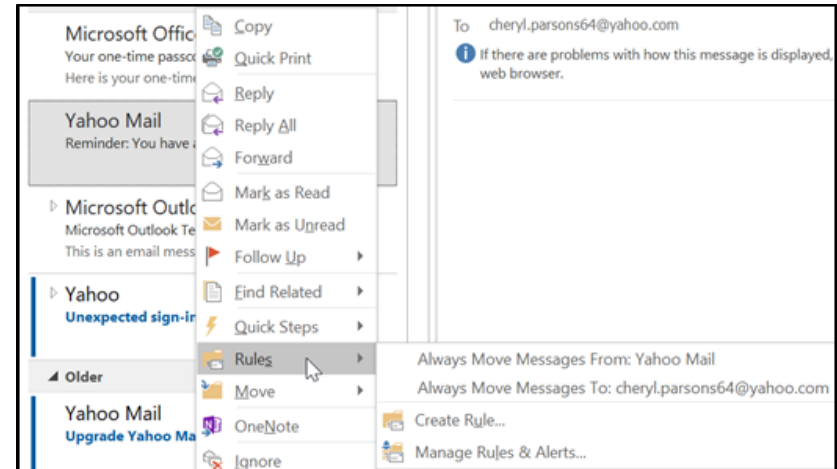 Microsoft Offic
Your one-time passco
Here is your one-time
Yahoo Mail
Reminder: You have a
Microsoft Outlo
Microsoft Outlook Te
This is an email mess
Yahoo
Unexpected sign-in
Older
Yahoo Mail
Upgrade Yahoo Ma
Copy
Quick Print
Reply
Reply All
Forward
Mark as Read
Mark as Unread
Follow Up
Find Related
Quick Steps
Rules
Move
OneNote
Ignore
To cheryl.parsons64@yahoo.com
If there are problems with how this message is displayed,
web browser.
Always Move Messages From: Yahoo Mail
Always Move Messages To: cheryl.parsons64@yahoo.com
Create Rule...
Manage Rules & Alerts...